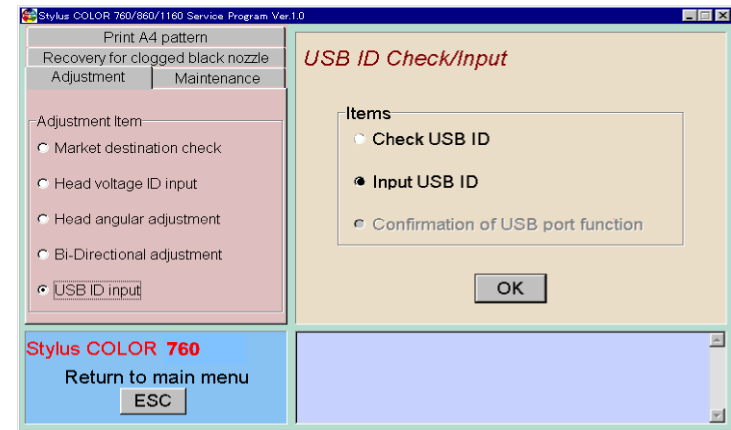 Stylus COLOR 760/860/1160 Service Program Ver.1.0
Print A4 pattern
Recovery for clogged black nozzle
Adjustment
Maintenance
Adjustment Item
Market destination check
Head voltage ID input
Head angular adjustment
Bi-Directional adjustment
USB ID input
USB ID Check/Input
Items
Check USB ID
Input USB ID
Confirmation of USB port function
OK
Stylus COLOR 760
Return to main menu
ESC